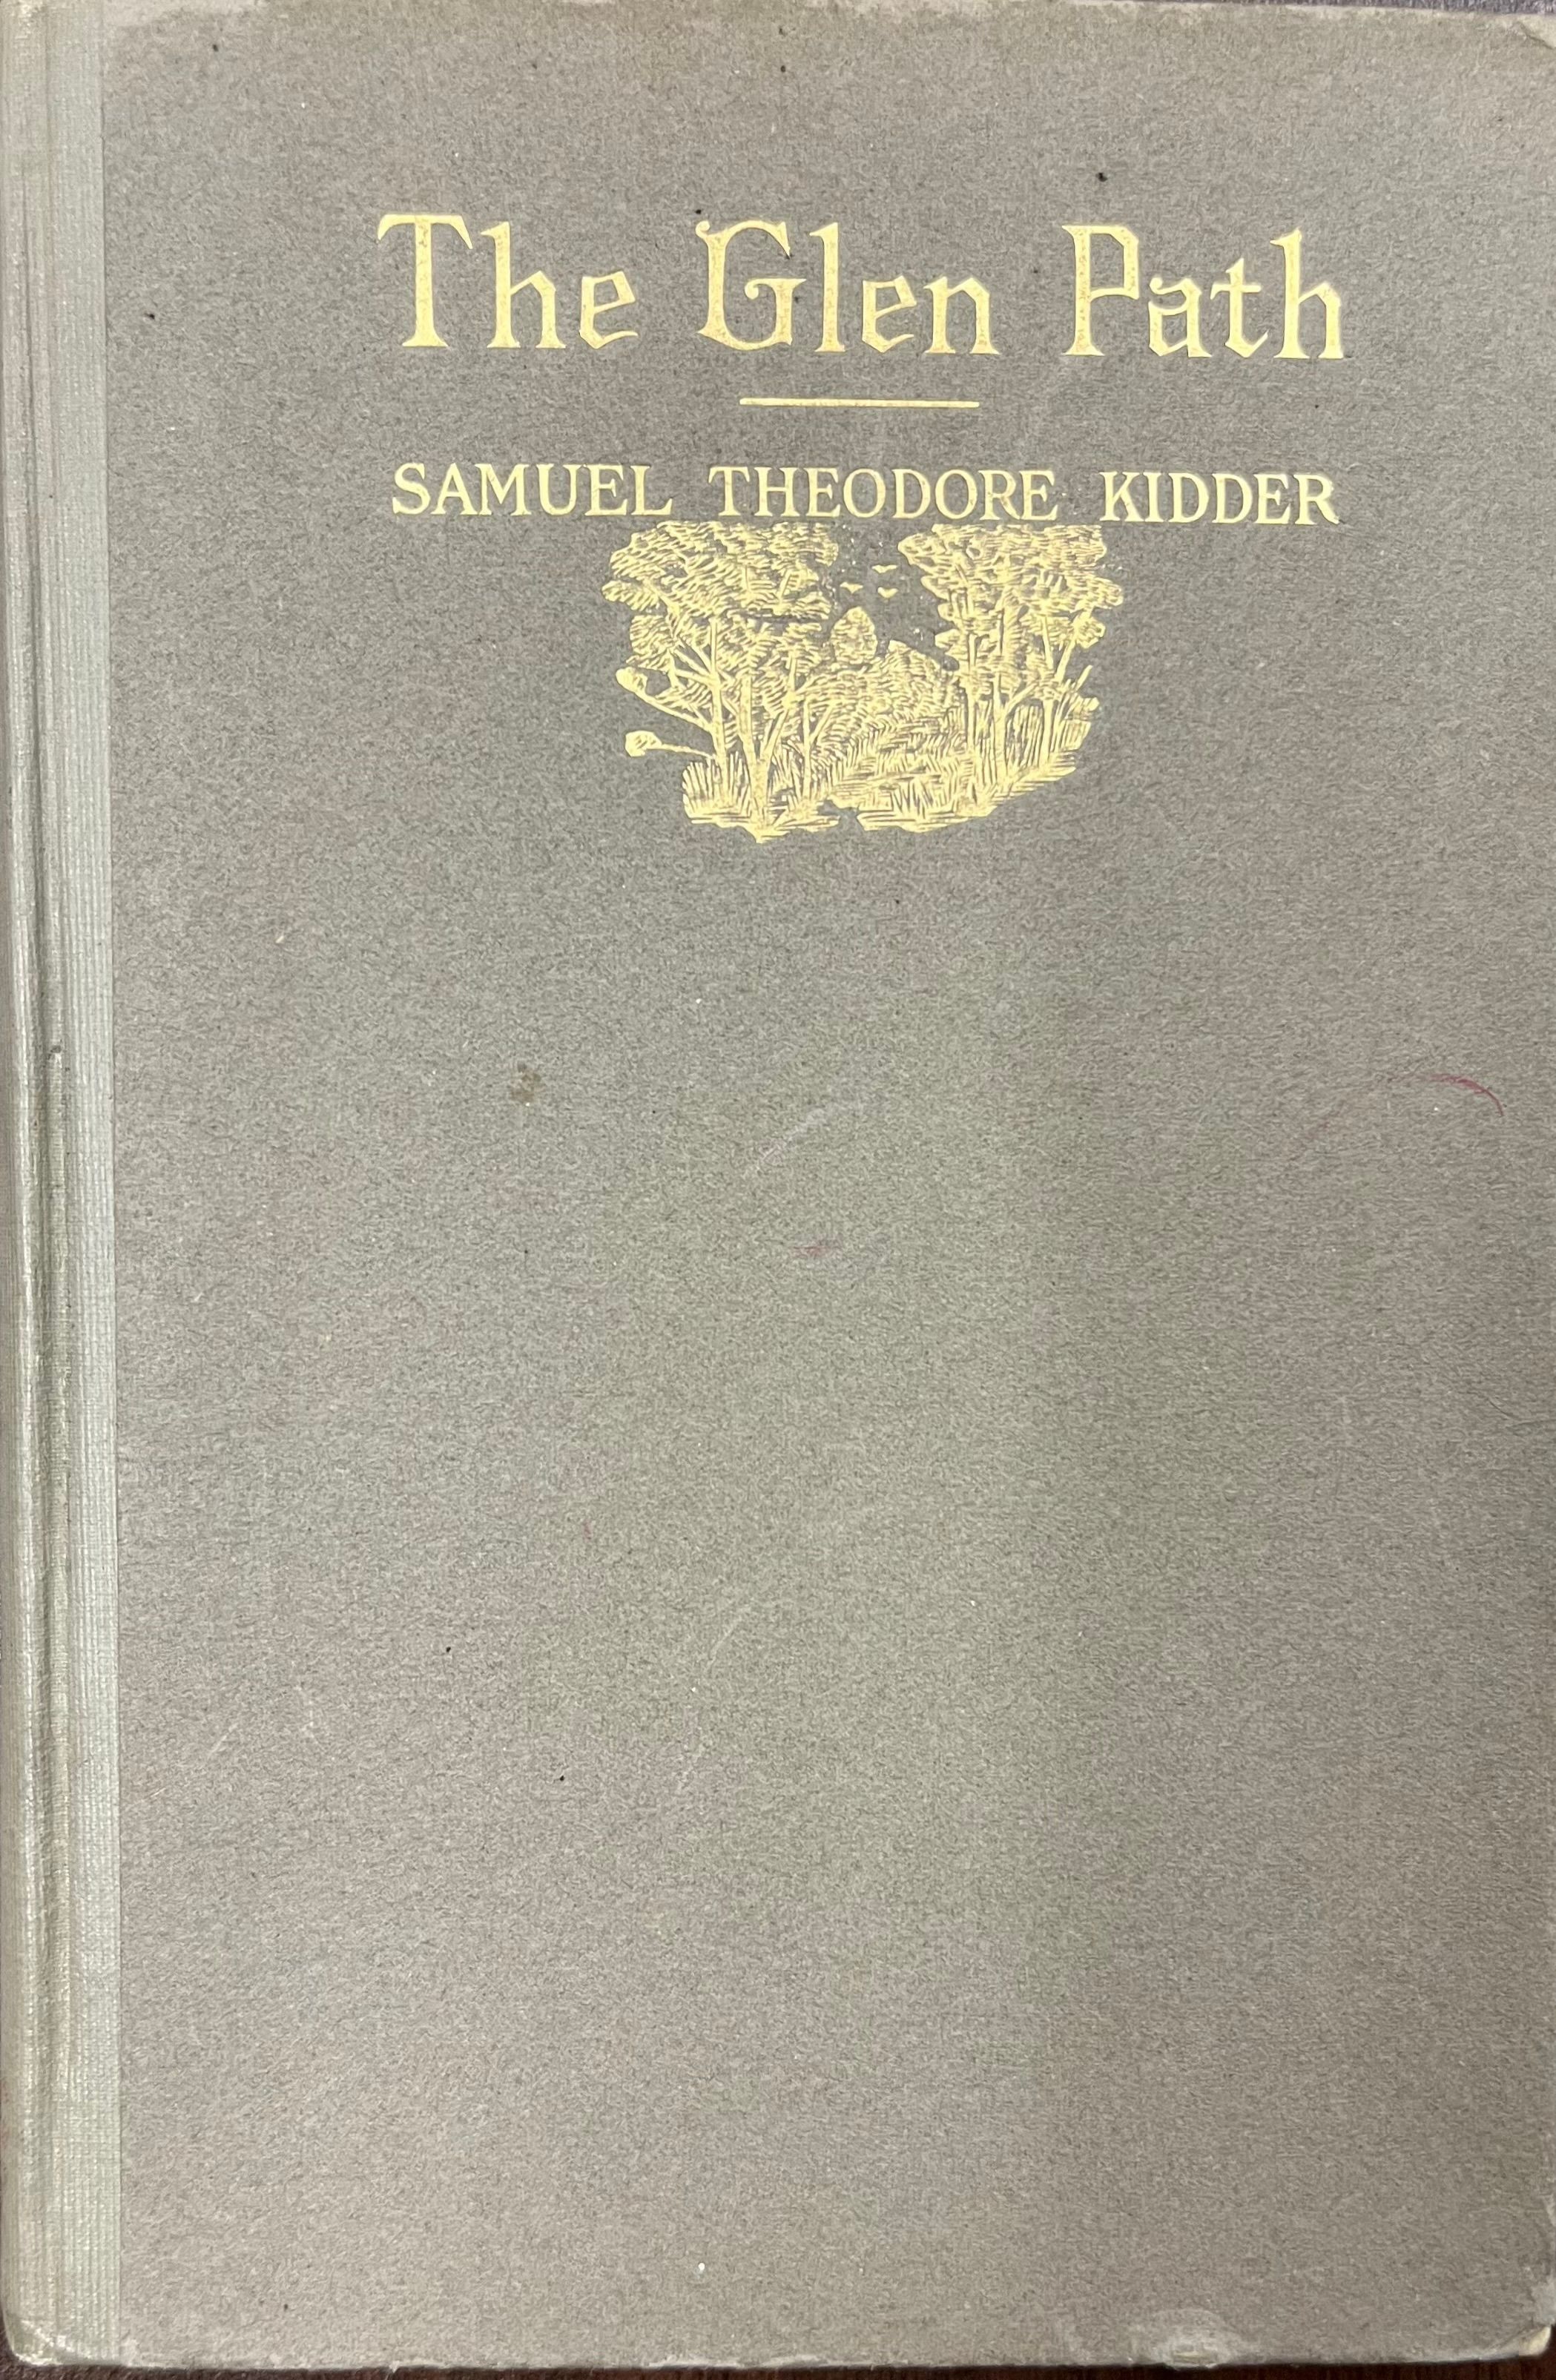 The Glen Path
SAMUEL THEODORE KIDDER